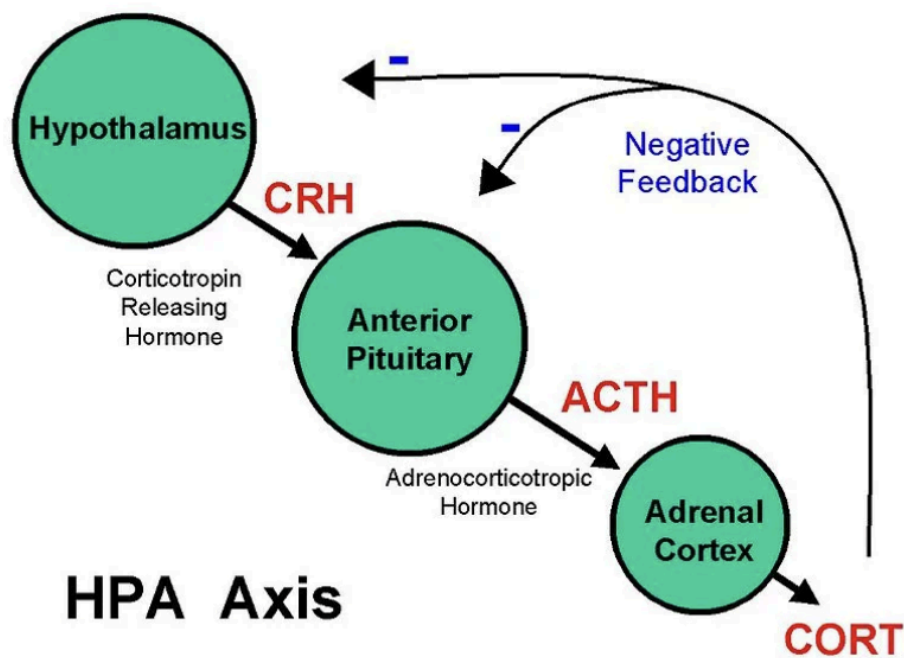 Hypothalamus
-
-
Negative
Feedback
CRH
Corticotropin
Releasing
Hormone
Anterior
Pituitary
ACTH
Adrenocorticotropic
Hormone
Adrenal
Cortex
HPA Axis
CORT